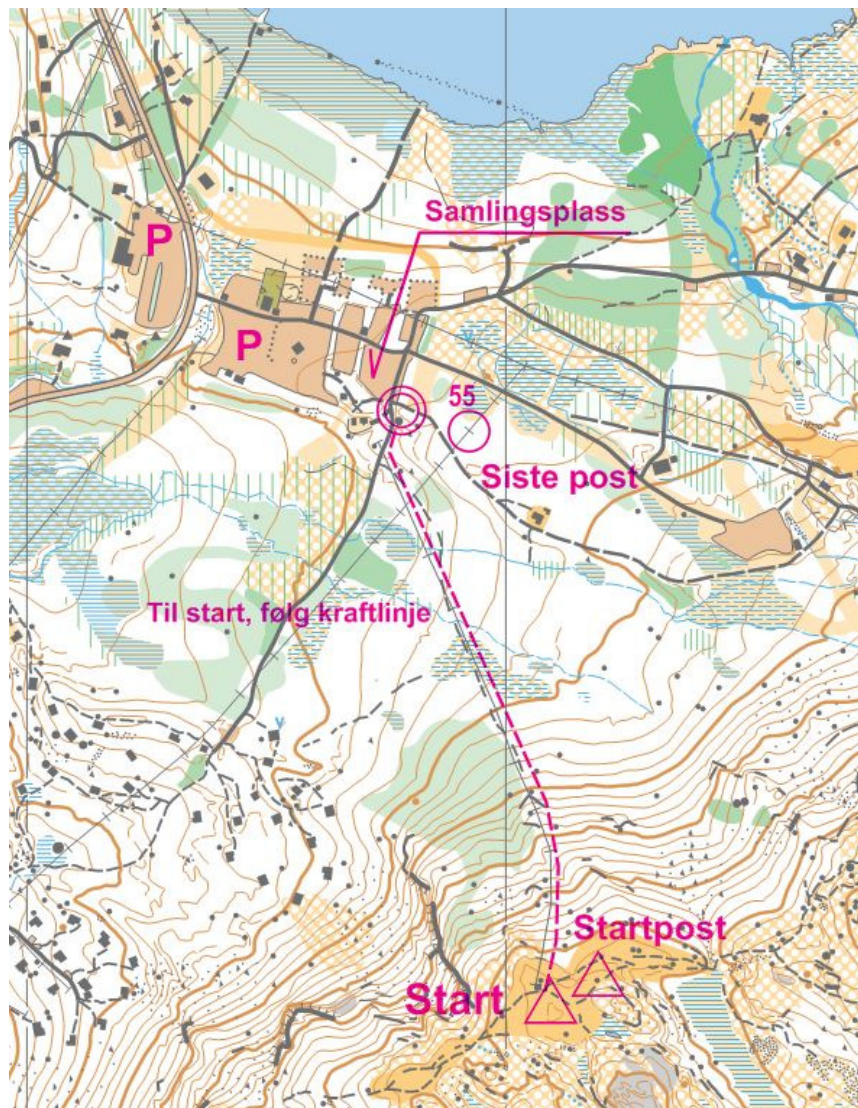 P
Samlingsplass
P
55
Siste post
Til start, følg kraftlinje
Startpost
Start